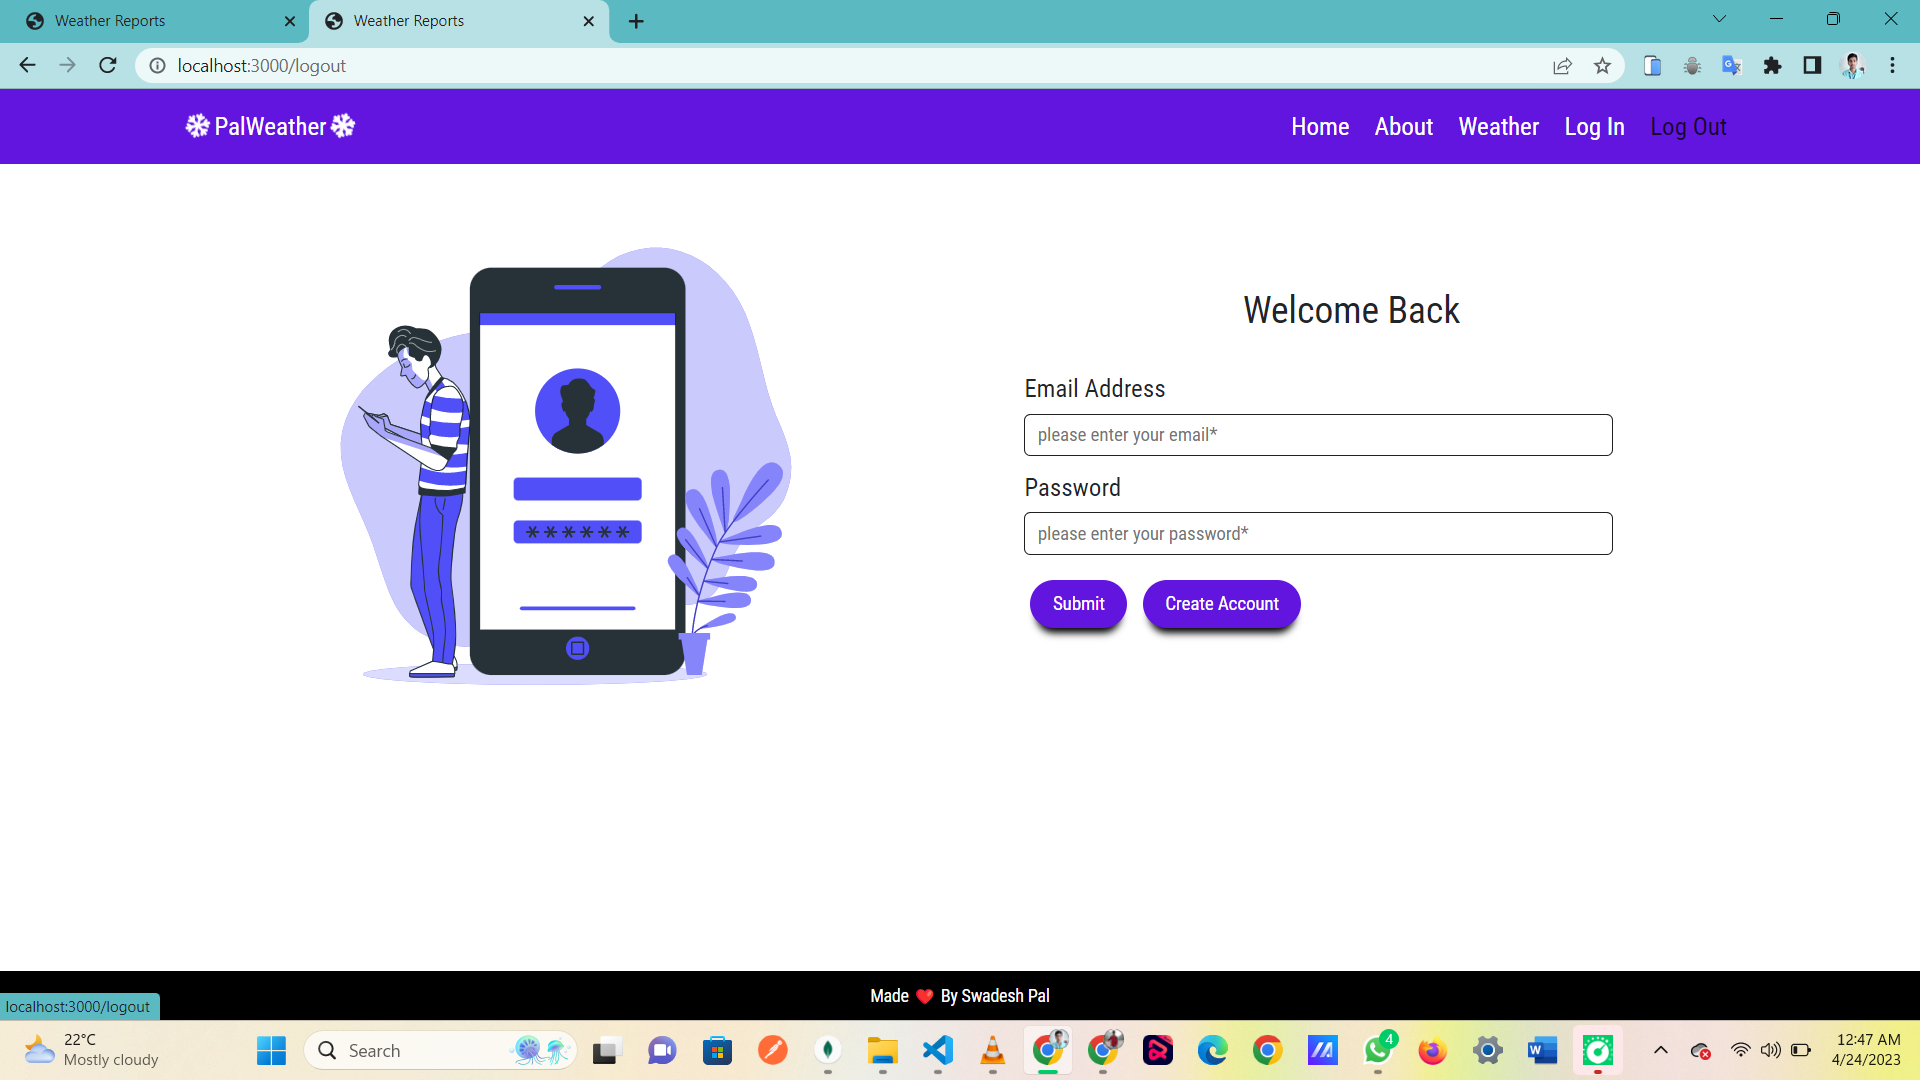 Weather Reports
Weather Reports
localhost:3000/logout
PalWeather
Home
About
Weather
Log In
Log Out
Welcome Back
Email Address
please enter your email*
Password
please enter your password*
Submit
Create Account
******
Made ❤️ By Swadesh Pal
localhost:3000/logout
22°C
Mostly cloudy
Search
4
W
12:47 AM
4/24/2023